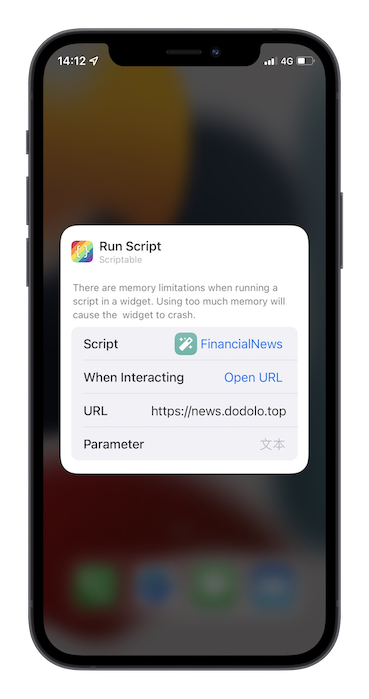 14:12
4G
Run Script
Scriptable
There are memory limitations when running a
script in a widget. Using too much memory will
cause the widget to crash.
Script FinancialNews
When Interacting Open URL
URL https://news.dodolo.top
Parameter 文本